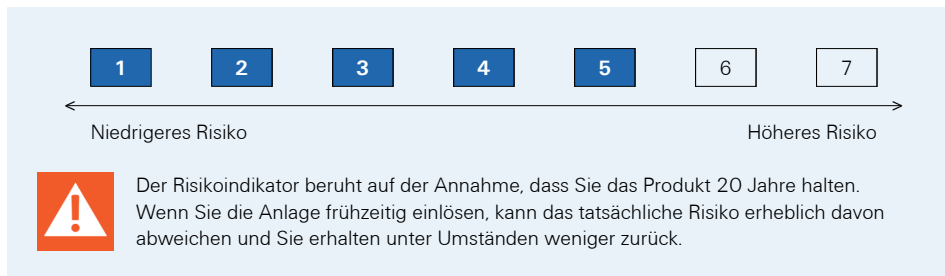 1 2 3 4 5 6 7
Niedrigeres Risiko Höheres Risiko
Der Risikoindikator beruht auf der Annahme, dass Sie das Produkt 20 Jahre halten.
Wenn Sie die Anlage frühzeitig einlösen, kann das tatsächliche Risiko erheblich davon
abweichen und Sie erhalten unter Umständen weniger zurück.